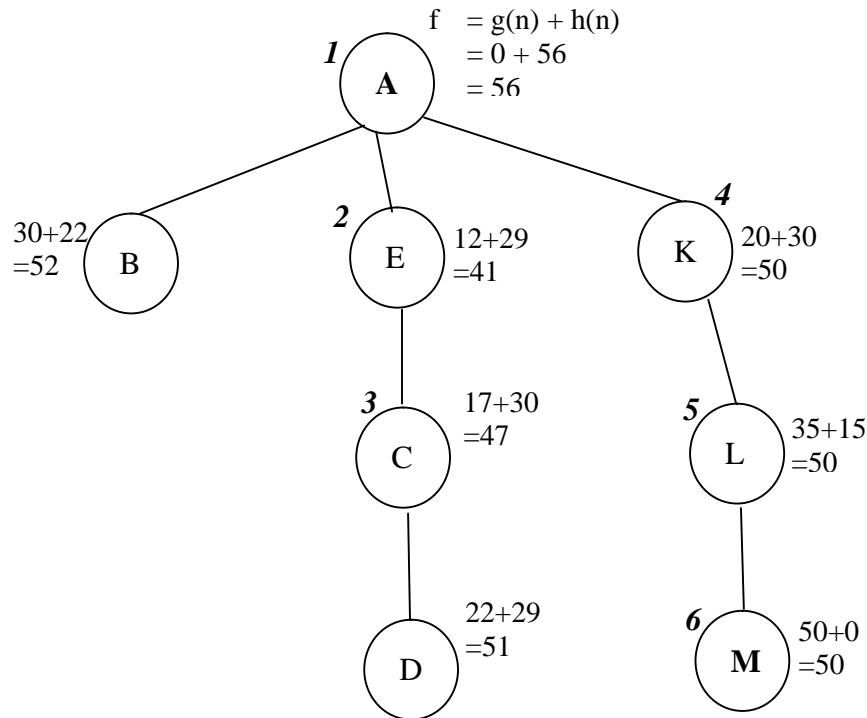 f = g(n) + h(n)
1
= 0 + 56
A
= 56
4
30+22
2
12+29
20+30
=52
B
E
=41
K
=50
3
17+30
5
35+15
C
=47
L
=50
22+29
6
50+0
D
=51
M
=50